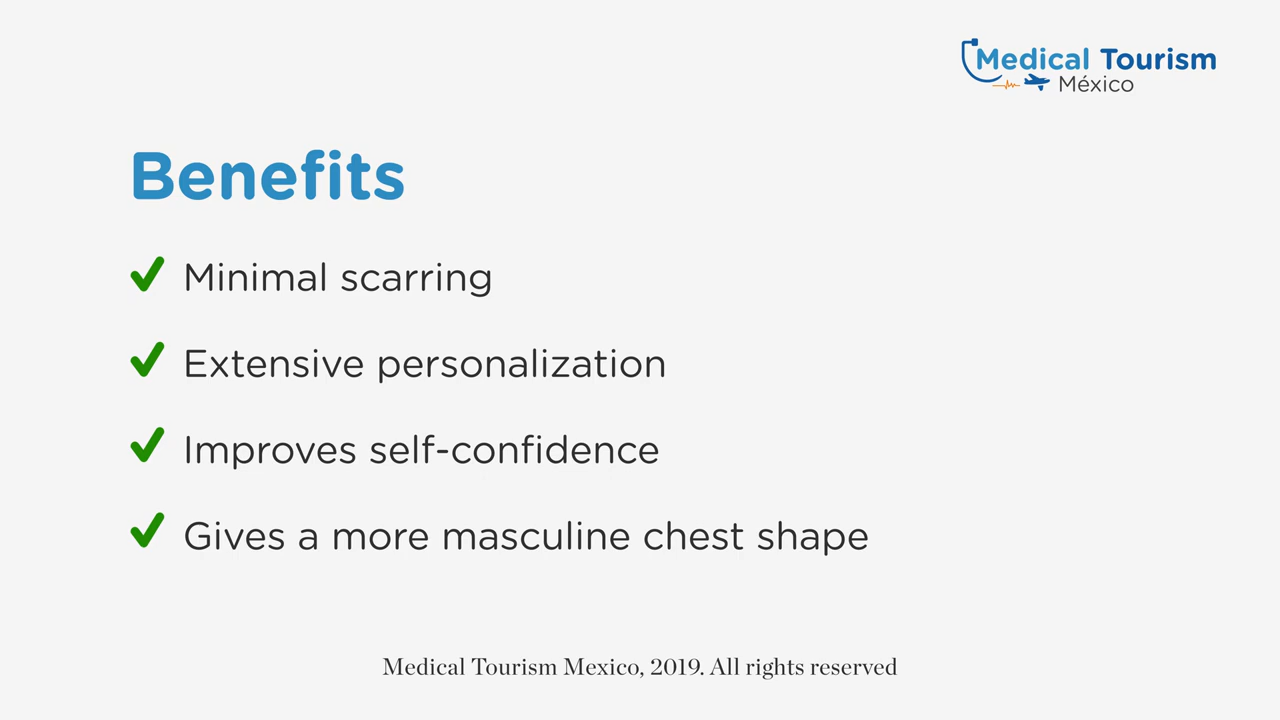 Medical Tourism
México
Benefits
Minimal scarring
Extensive personalization
Improves self-confidence
Gives a more masculine chest shape
Medical Tourism Mexico, 2019. All rights reserved